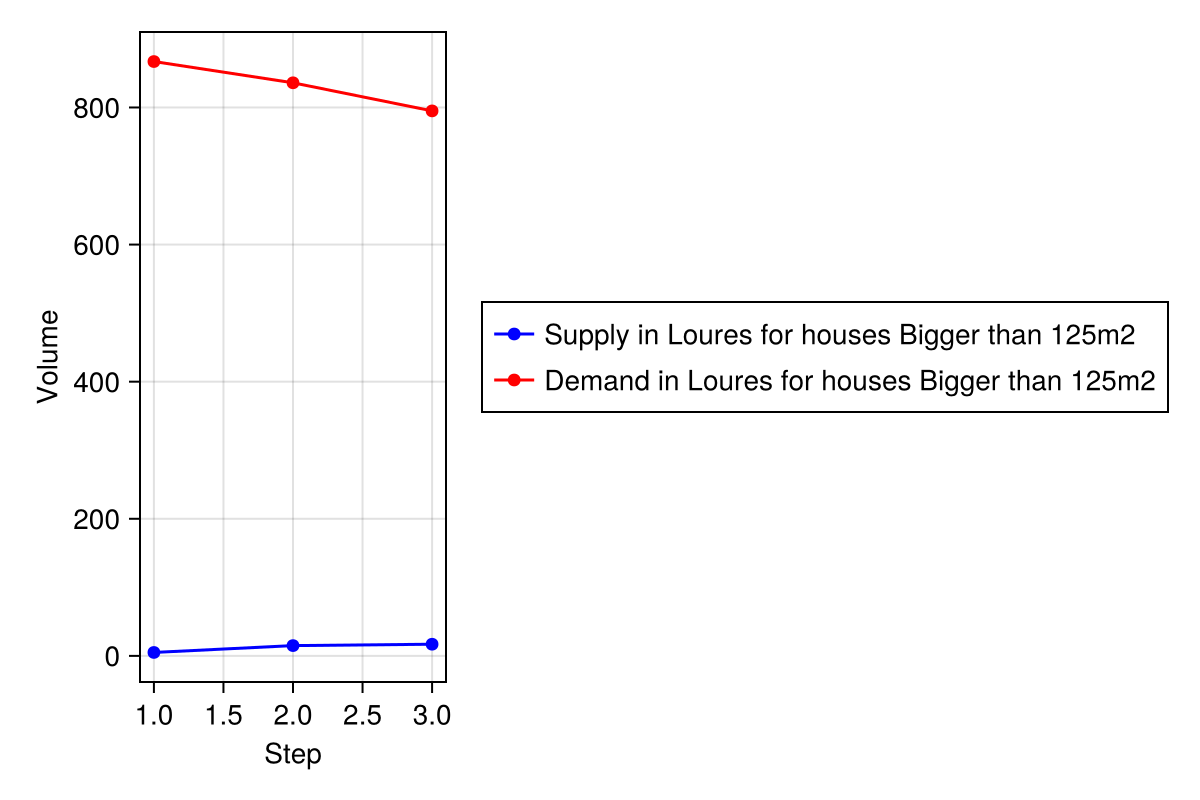 800
600
400
200
0
Volume
1.0 1.5 2.0 2.5 3.0
Step
Supply in Loures for houses Bigger than 125m2
Demand in Loures for houses Bigger than 125m2